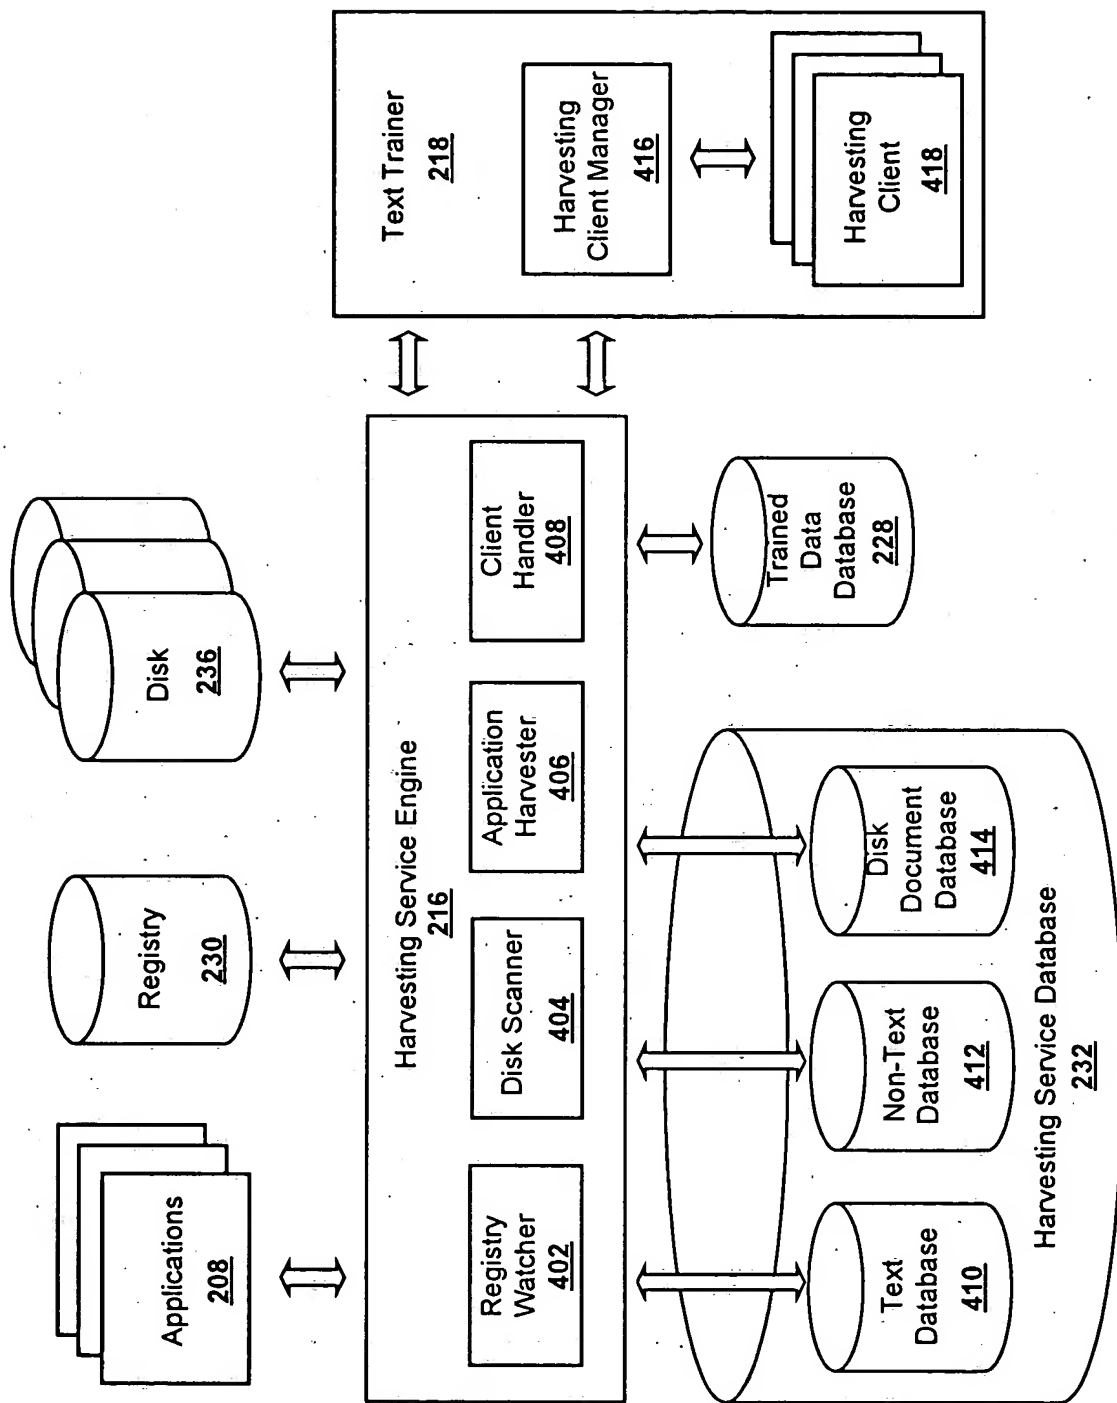 Applications
208
Registry
230
Disk
236
Harvesting Service Engine
216
Registry
Watcher
402
Disk Scanner
404
Application
Harvester
406
Client
Handler
408
Text Trainer
218
Harvesting
Client Manager
416
Harvesting
Client
418
Text
Database
410
Non-Text
Database
412
Disk
Document
Database
414
Harvesting Service Database
232
Trained
Data
Database
228